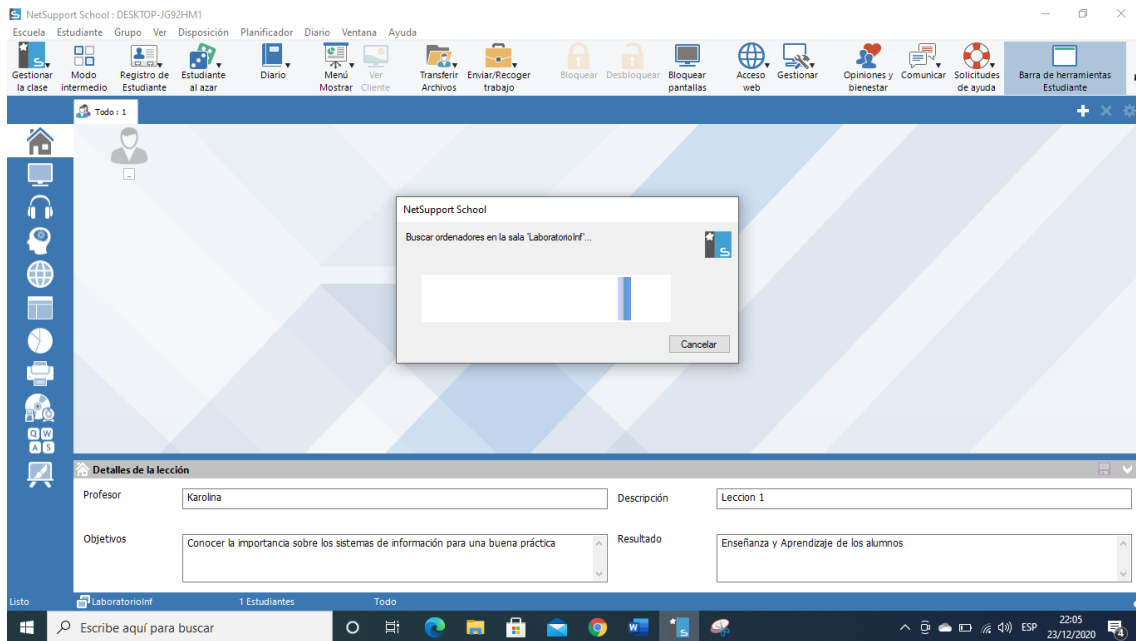 NetSupport School : DESKTOP-JG92HM1
Escuela Estudiante Grupo Ver Disposición Planificador Diario Ventana Ayuda
Gestionar la clase
Modo intermedio
Registro de Estudiante
Estudiante al azar
Diario
Menú Mostrar
Ver Cliente
Transferir Archivos
Enviar/Recoger trabajo
Bloquear
Desbloquear
Bloquear pantallas
Acceso web
Gestionar
Opiniones y bienestar
Comunicar
Solicitudes de ayuda
Barra de herramientas Estudiante
Todo : 1
NetSupport School
Buscar ordenadores en la sala 'LaboratorioInf'...
Cancelar
Q W
A S
Detalles de la lección
Profesor
Karolina
Descripción
Leccion 1
Objetivos
Conocer la importancia sobre los sistemas de información para una buena práctica
Resultado
Enseñanza y Aprendizaje de los alumnos
Listo
LaboratorioInf
1 Estudiantes
Todo
Escribe aquí para buscar
ESP
22:05
23/12/2020
4